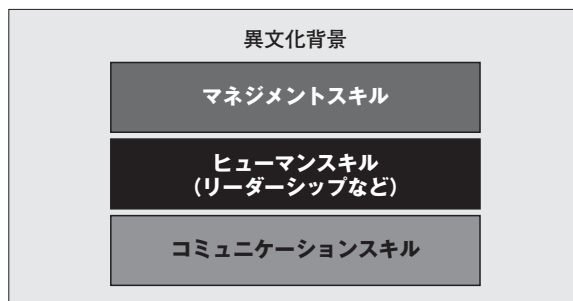 異文化背景
マネジメントスキル
ヒューマンスキル
（リーダーシップなど）
コミュニケーションスキル